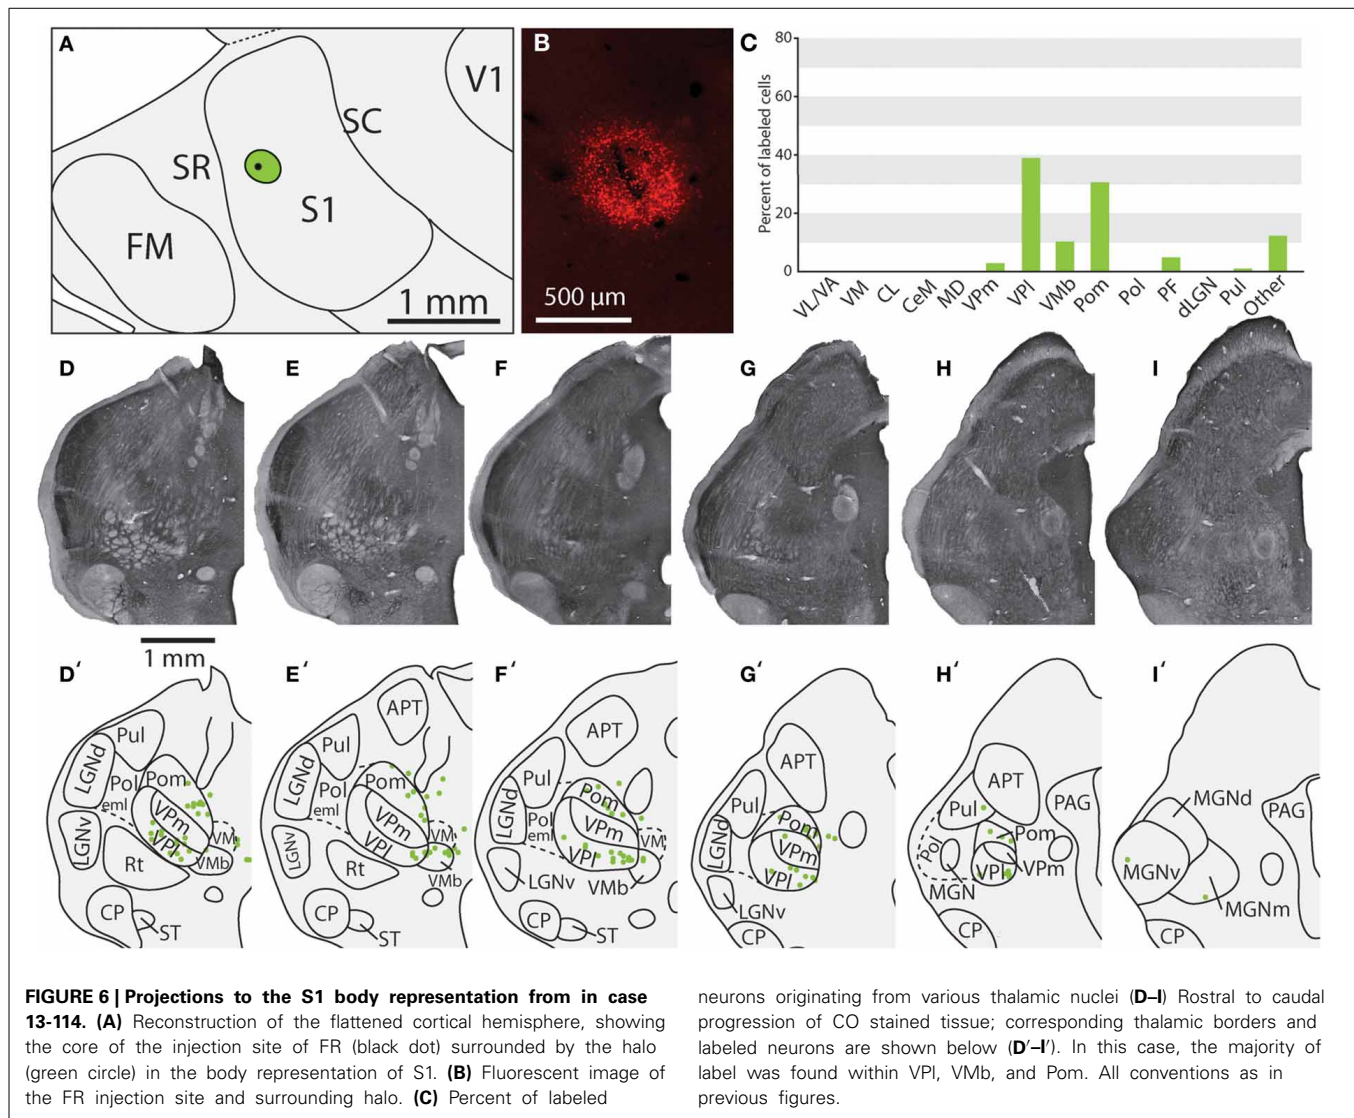 A
V1
SC
SR
S1
FM
1 mm
B
500 µm
C
Percent of labeled cells
80
60
40
20
0
VL/VA
VM
CL
CeM
MD
VPm
VPl
VMb
Pom
Pol
PF
dLGN
Pul
Other
D
E
F
G
H
I
1 mm
D′
Pul
LGNd
Pol
Pom
eml
VPm
VPl
VM
VMb
LGNv
Rt
CP
ST
E′
APT
Pul
LGNd
Pol
Pom
eml
VPm
VPl
VM
VMb
LGNv
Rt
CP
ST
F′
APT
Pul
LGNd
Pol
eml
Pom
VPm
VPl
VM
VMb
LGNv
CP
ST
G′
APT
Pul
LGNd
Pom
VPm
VPl
LGNv
CP
H′
APT
PAG
Pul
Pol
Pom
VPm
VPl
MGN
CP
I′
MGNd
PAG
MGNv
MGNm
CP
FIGURE 6 | Projections to the S1 body representation from in case
13-114. (A) Reconstruction of the flattened cortical hemisphere, showing
the core of the injection site of FR (black dot) surrounded by the halo
(green circle) in the body representation of S1. (B) Fluorescent image of
the FR injection site and surrounding halo. (C) Percent of labeled
neurons originating from various thalamic nuclei (D–I) Rostral to caudal
progression of CO stained tissue; corresponding thalamic borders and
labeled neurons are shown below (D′–I′). In this case, the majority of
label was found within VPl, VMb, and Pom. All conventions as in
previous figures.